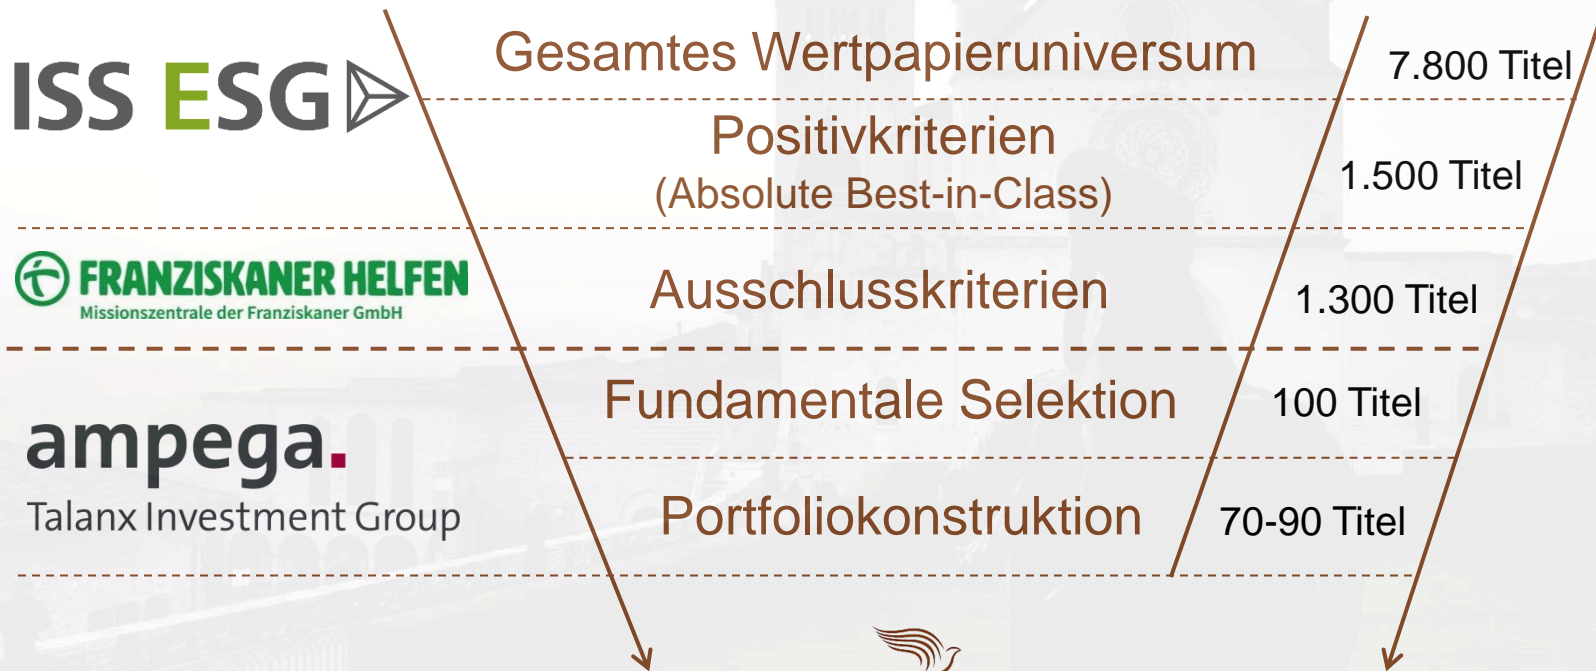 ISS ESG
Gesamtes Wertpapieruniversum
7.800 Titel
Positivkriterien
(Absolute Best-in-Class)
1.500 Titel
FRANZISKANER HELFEN
Missionszentrale der Franziskaner GmbH
Ausschlusskriterien
1.300 Titel
Fundamentale Selektion
100 Titel
ampega.
Talanx Investment Group
Portfoliokonstruktion
70-90 Titel